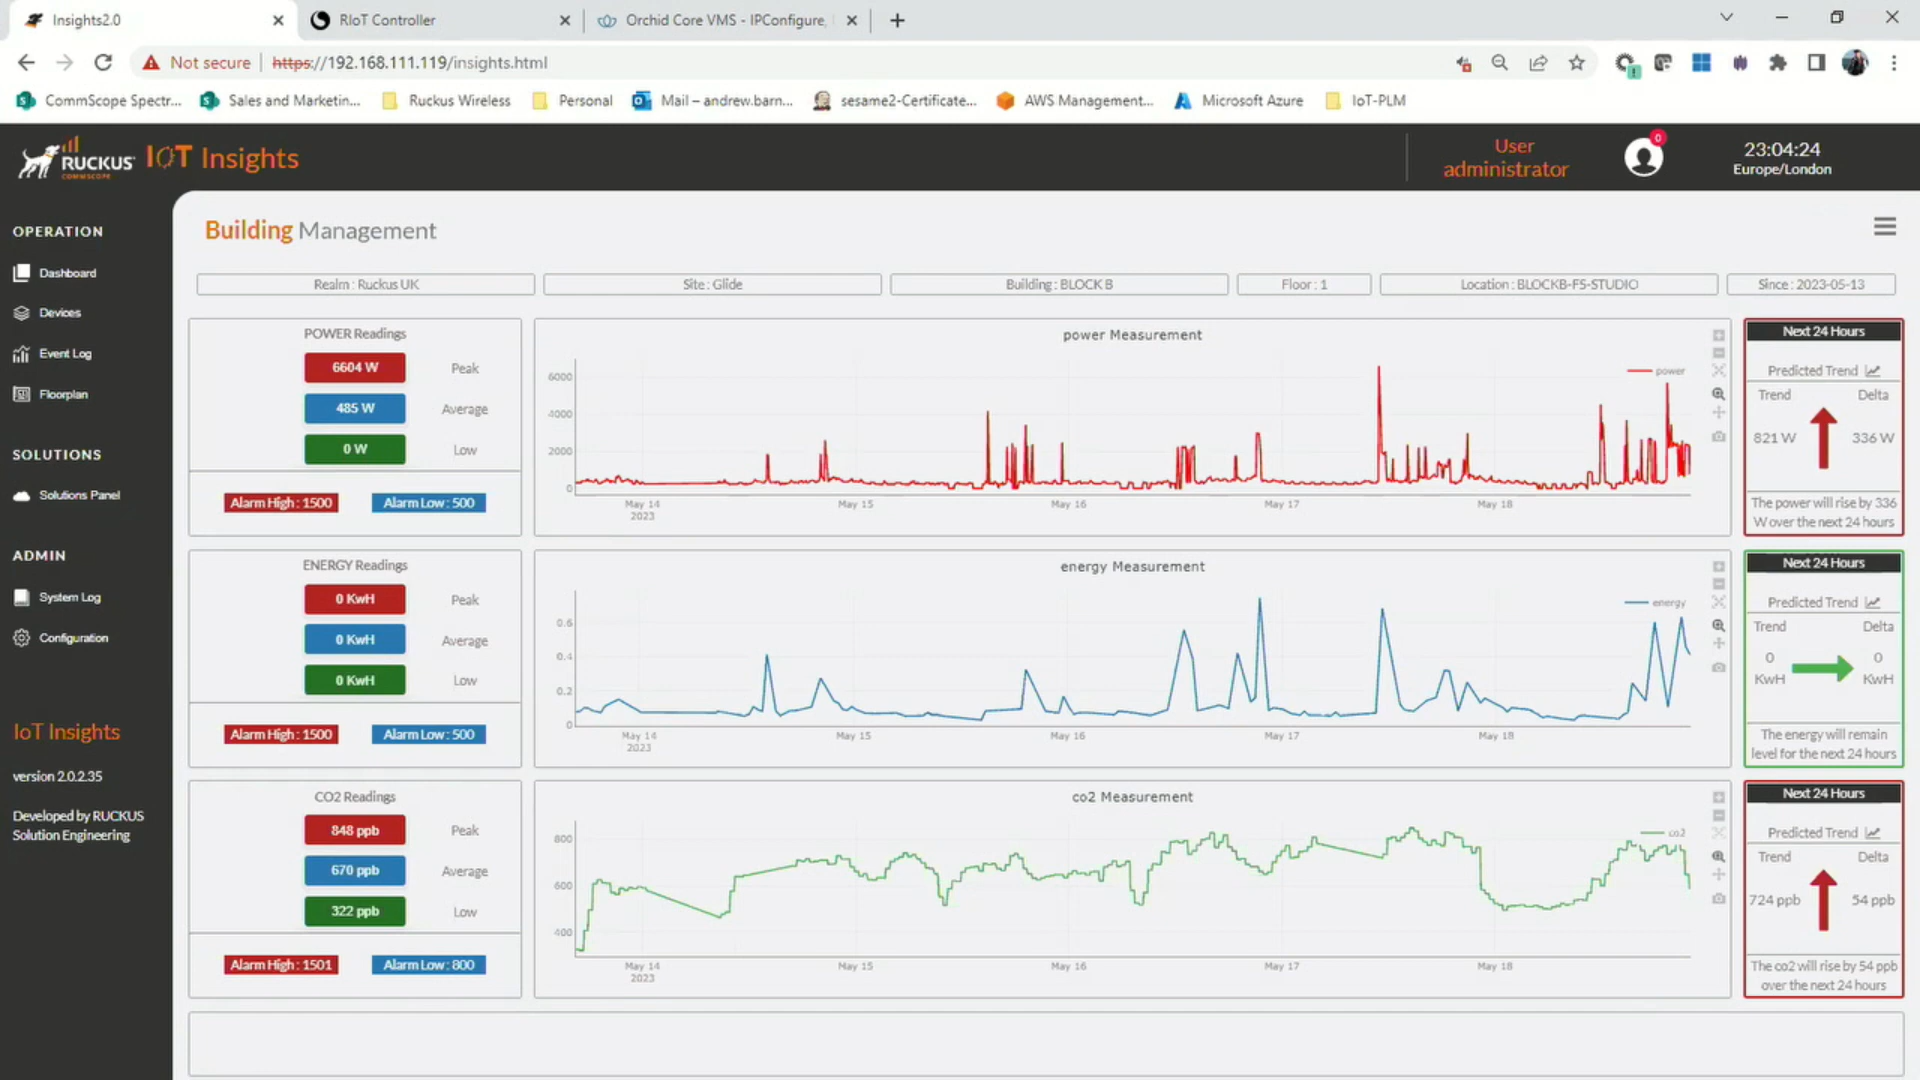 Insights2.0
RIoT Controller
Orchid Core VMS - IPConfigure,
Not secure
https://192.168.111.119/insights.html
CommScope Spectr...
Sales and Marketin...
Ruckus Wireless
Personal
Mail – andrew.barn...
sesame2-Certificate...
AWS Management...
Microsoft Azure
IoT-PLM
RUCKUS
COMMSCOPE
IOT Insights
User
administrator
0
23:04:24
Europe/London
OPERATION
Dashboard
Devices
Event Log
Floorplan
SOLUTIONS
Solutions Panel
ADMIN
System Log
Configuration
IoT Insights
version 2.0.2.35
Developed by RUCKUS
Solution Engineering
Building Management
Realm : Ruckus UK
Site : Glide
Building : BLOCK B
Floor : 1
Location : BLOCKB-F5-STUDIO
Since : 2023-05-13
POWER Readings
6604 W Peak
485 W Average
0 W Low
Alarm High : 1500
Alarm Low : 500
power Measurement
power
6000
4000
2000
0
May 14
2023
May 15
May 16
May 17
May 18
Next 24 Hours
Predicted Trend
Trend Delta
821 W 336 W
The power will rise by 336
W over the next 24 hours
ENERGY Readings
0 KwH Peak
0 KwH Average
0 KwH Low
Alarm High : 1500
Alarm Low : 500
energy Measurement
energy
0.6
0.4
0.2
0
May 14
2023
May 15
May 16
May 17
May 18
Next 24 Hours
Predicted Trend
Trend Delta
0 0
KwH KwH
The energy will remain
level for the next 24 hours
CO2 Readings
848 ppb Peak
670 ppb Average
322 ppb Low
Alarm High : 1501
Alarm Low : 800
co2 Measurement
co2
800
600
400
May 14
2023
May 15
May 16
May 17
May 18
Next 24 Hours
Predicted Trend
Trend Delta
724 ppb 54 ppb
The co2 will rise by 54 ppb
over the next 24 hours